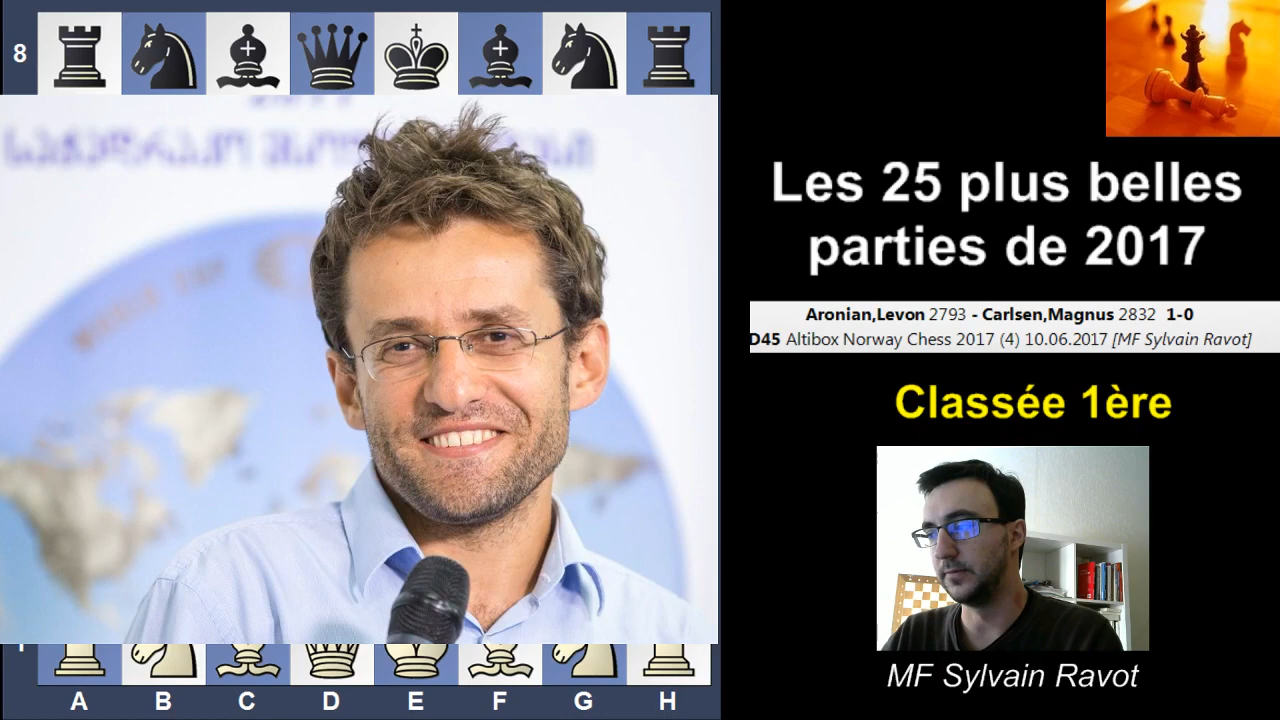 8
Les 25 plus belles
parties de 2017
Aronian,Levon 2793 - Carlsen,Magnus 2832 1-0
D45 Altibox Norway Chess 2017 (4) 10.06.2017 [MF Sylvain Ravot]
Classée 1ère
MF Sylvain Ravot
A B C D E F G H